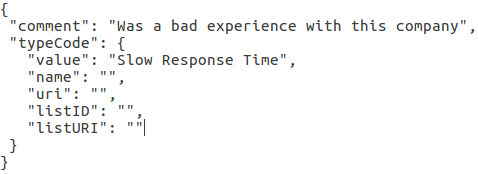 {
"comment": "Was a bad experience with this company",
"typeCode": {
"value": "Slow Response Time",
"name": "",
"uri": "",
"listID": "",
"listURI": ""
}
}